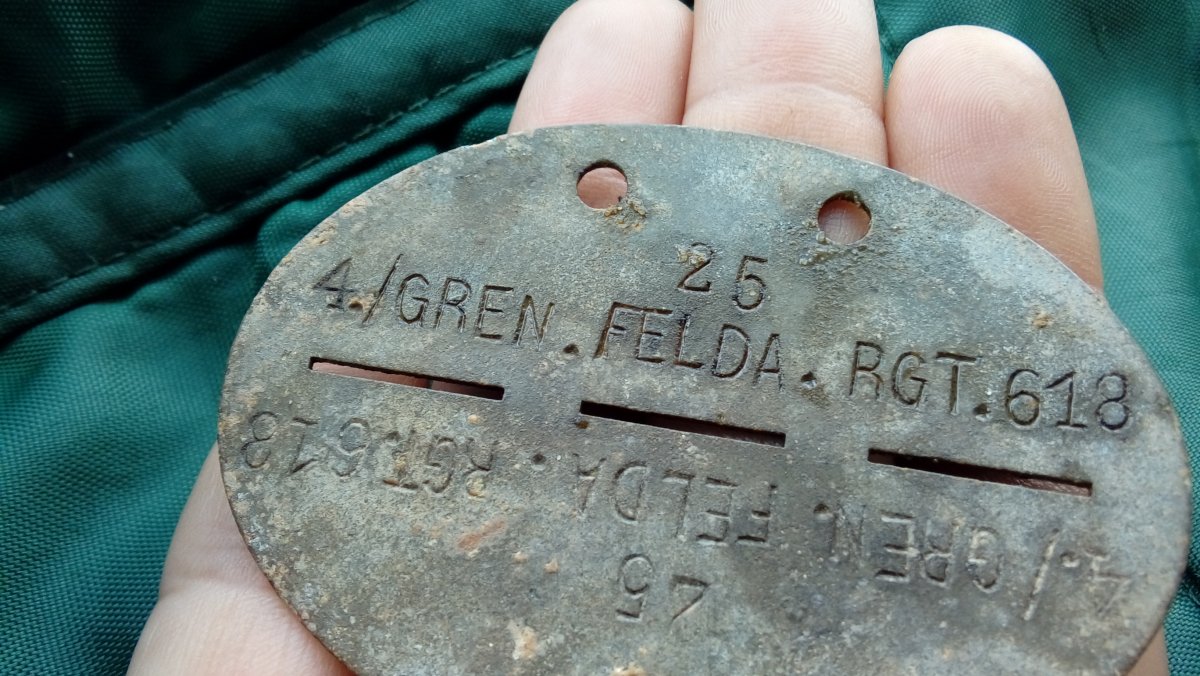 25
4./GREN.FELDA.RGT.618
25
4./GREN. FELDA. RGT.618